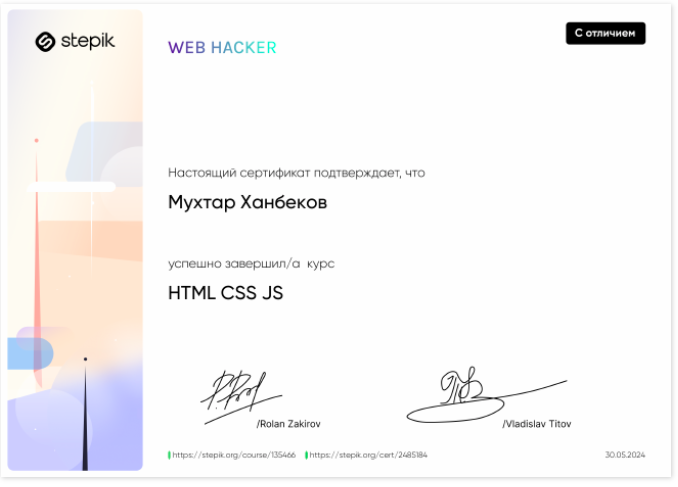 stepik
WEB HACKER
С отличием
Настоящий сертификат подтверждает, что
Мухтар Ханбеков
успешно завершил/а курс
HTML CSS JS
/Rolan Zakirov
/Vladislav Titov
https://stepik.org/course/135466
https://stepik.org/cert/2485184
30.05.2024